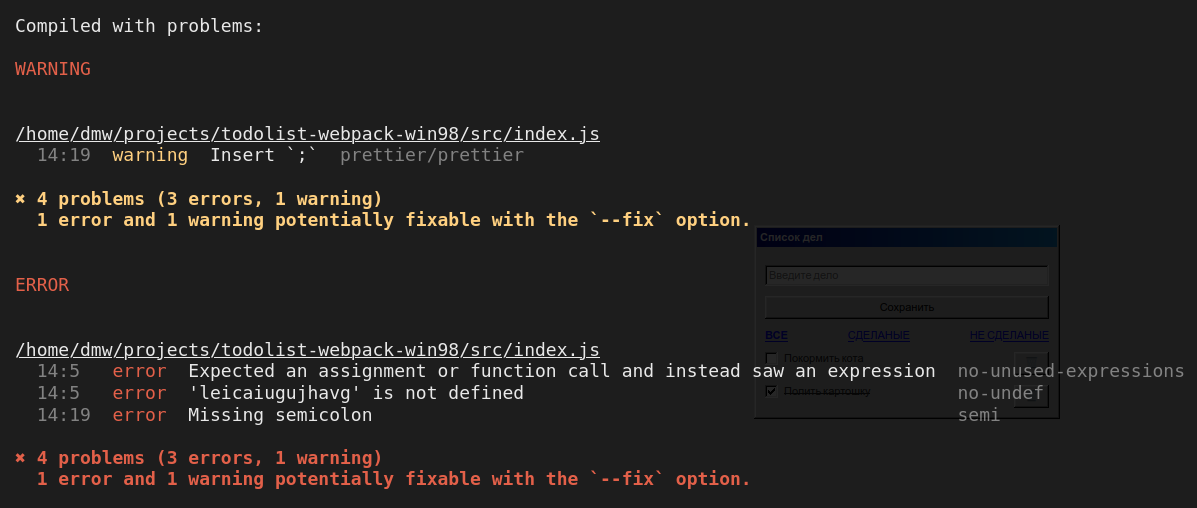 Compiled with problems:
WARNING
/home/dmw/projects/todolist-webpack-win98/src/index.js
14:19 warning Insert `;` prettier/prettier
✖ 4 problems (3 errors, 1 warning)
1 error and 1 warning potentially fixable with the `--fix` option.
Список дел
Введите дело
ERROR
Сохранить
ВСЕ СДЕЛАНЫЕ НЕ СДЕЛАНЫЕ
/home/dmw/projects/todolist-webpack-win98/src/index.js
Покормить кота
14:5 error Expected an assignment or function call and instead saw an expression no-unused-expressions
14:5 error 'leicaiugujhavg' is not defined no-undef
Полить картошку
14:19 error Missing semicolon semi
✖ 4 problems (3 errors, 1 warning)
1 error and 1 warning potentially fixable with the `--fix` option.